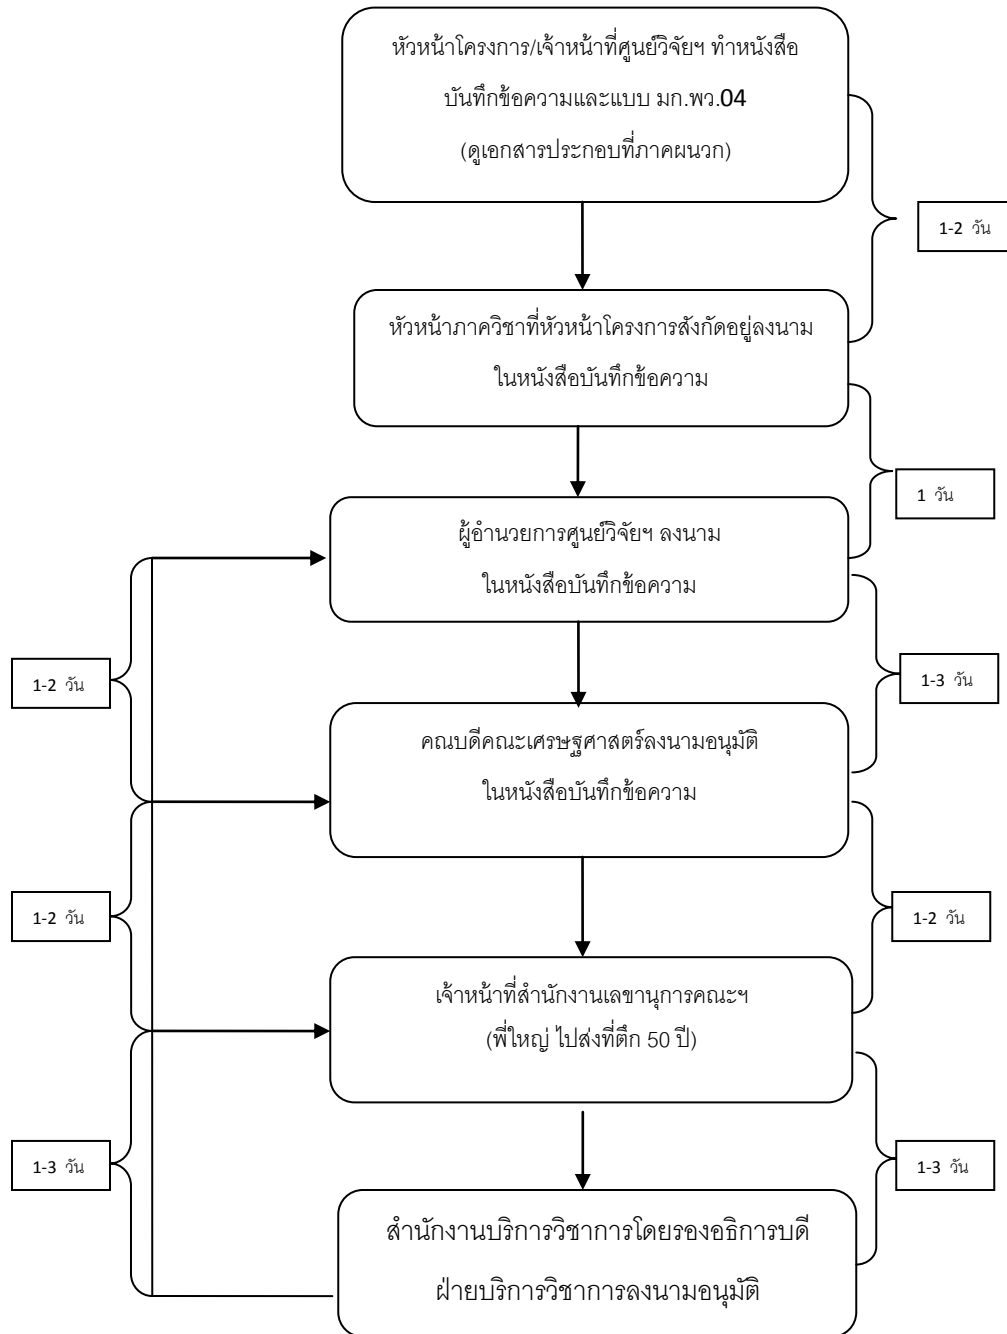 หัวหน้าโครงการ/เจ้าหน้าที่ศูนย์วิจัยฯ ทำหนังสือ
บันทึกข้อความและแบบ มก.พว.04
(ดูเอกสารประกอบที่ภาคผนวก)
1-2 วัน
หัวหน้าภาควิชาที่หัวหน้าโครงการสังกัดอยู่ลงนาม
ในหนังสือบันทึกข้อความ
1 วัน
ผู้อำนวยการศูนย์วิจัยฯ ลงนาม
ในหนังสือบันทึกข้อความ
1-2 วัน
1-3 วัน
คณบดีคณะเศรษฐศาสตร์ลงนามอนุมัติ
ในหนังสือบันทึกข้อความ
1-2 วัน
1-2 วัน
เจ้าหน้าที่สำนักงานเลขานุการคณะฯ
(พี่ใหญ่ ไปส่งที่ตึก 50 ปี)
1-3 วัน
1-3 วัน
สำนักงานบริการวิชาการโดยรองอธิการบดี
ฝ่ายบริการวิชาการลงนามอนุมัติ